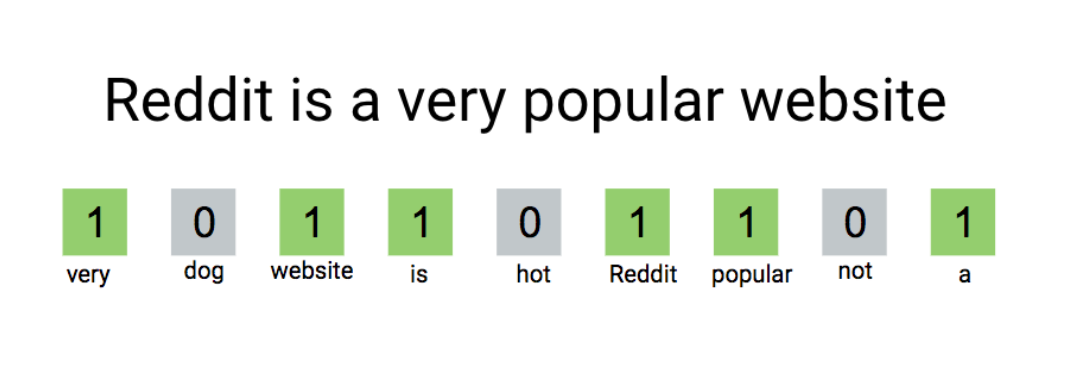 Reddit is a very popular website
1 0 1 1 0 1 1 0 1
very dog website is hot Reddit popular not a